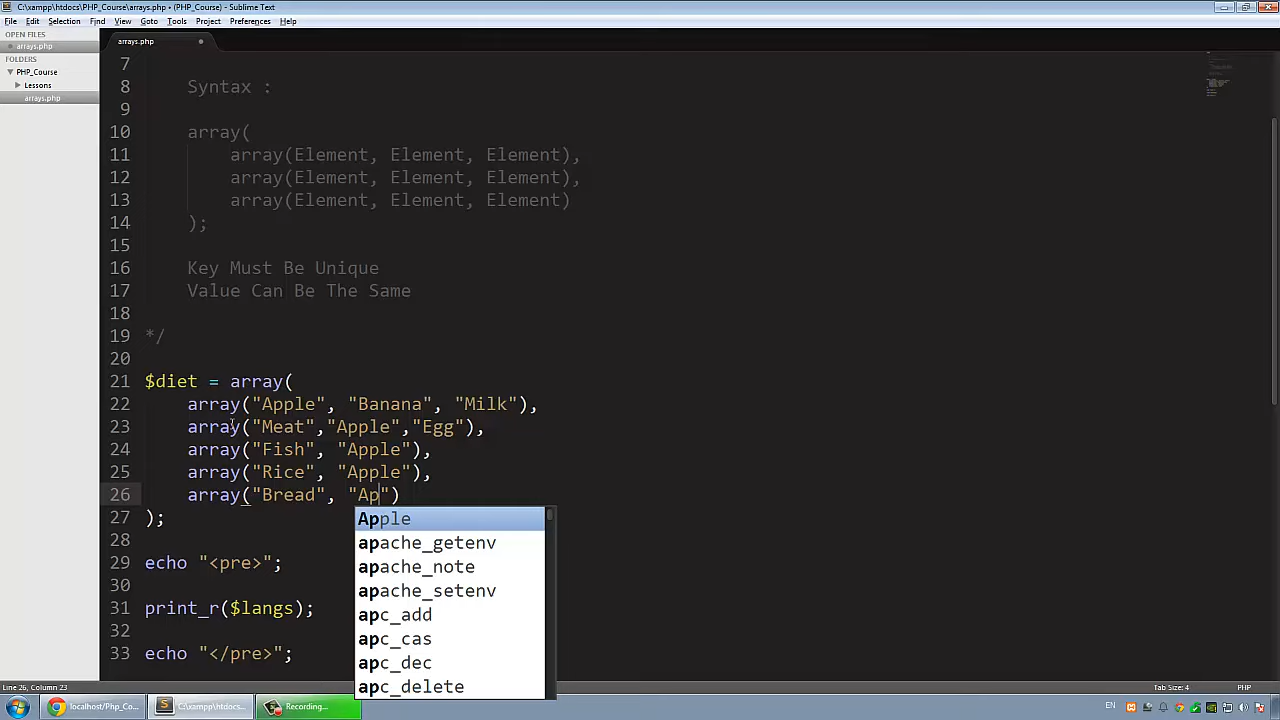 C:\xampp\htdocs\PHP_Course\arrays.php • (PHP_Course) - Sublime Text
File Edit Selection Find View Goto Tools Project Preferences Help
OPEN FILES
arrays.php
FOLDERS
PHP_Course
Lessons
arrays.php
arrays.php
7
8 Syntax :
9
10 array(
11 array(Element, Element, Element),
12 array(Element, Element, Element),
13 array(Element, Element, Element)
14 );
15
16 Key Must Be Unique
17 Value Can Be The Same
18
19 */
20
21 $diet = array(
22 array("Apple", "Banana", "Milk"),
23 array("Meat","Apple","Egg"),
24 array("Fish", "Apple"),
25 array("Rice", "Apple"),
26 array("Bread", "Ap")
27 );
28
29 echo "<pre>";
30
31 print_r($langs);
32
33 echo "</pre>";
Apple
apache_getenv
apache_note
apache_setenv
apc_add
apc_cas
apc_dec
apc_delete
Line 26, Column 23
Tab Size: 4
PHP
localhost/Php_Co...
C:\xampp\htdocs...
Recording...
EN
07:06 PM